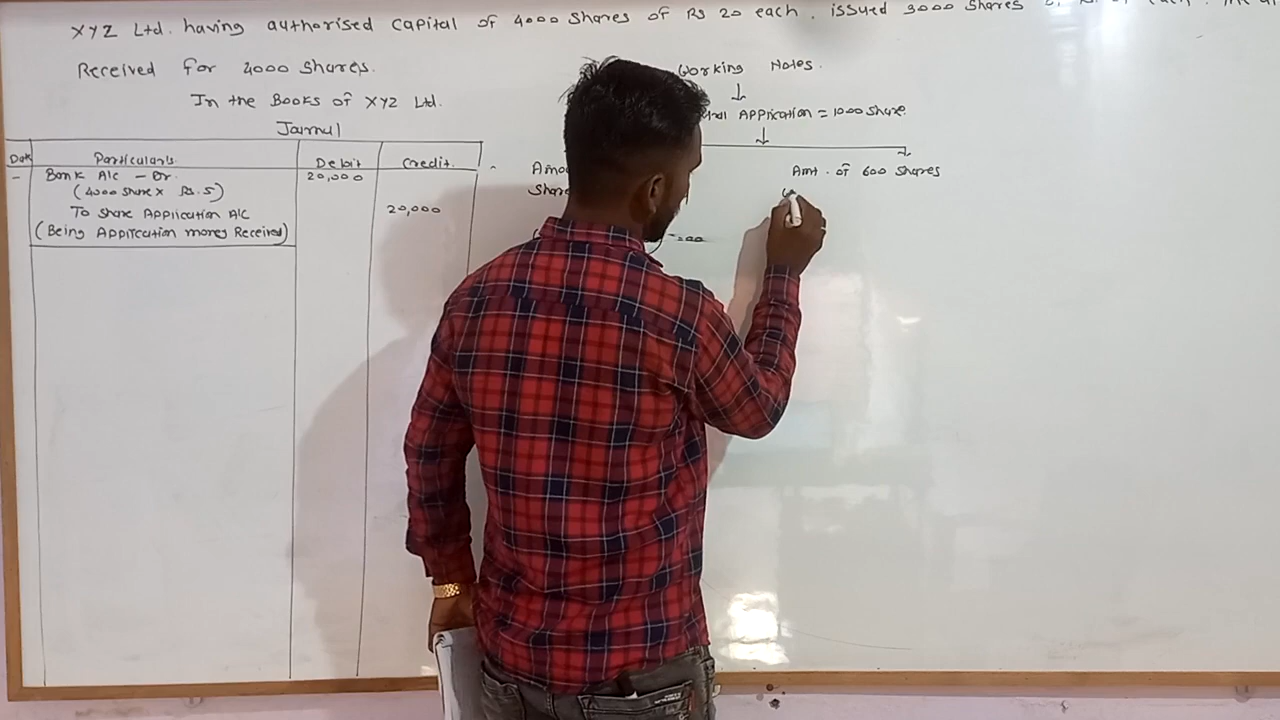 XYZ Ltd. having authorised capital of 4000 Shares of Rs 20 each. issued 3000 Shares
Received for 4000 Shares.
In the Books of XYZ Ltd.
Journal
Date Particulars Debit Credit
- Bank A/c - Dr. 20,000
(4000 Share x Rs. 5)
To Share Application A/c 20,000
(Being Application money Received)
Working Notes.
Application = 1000 Share.
Amt. of 600 Shares